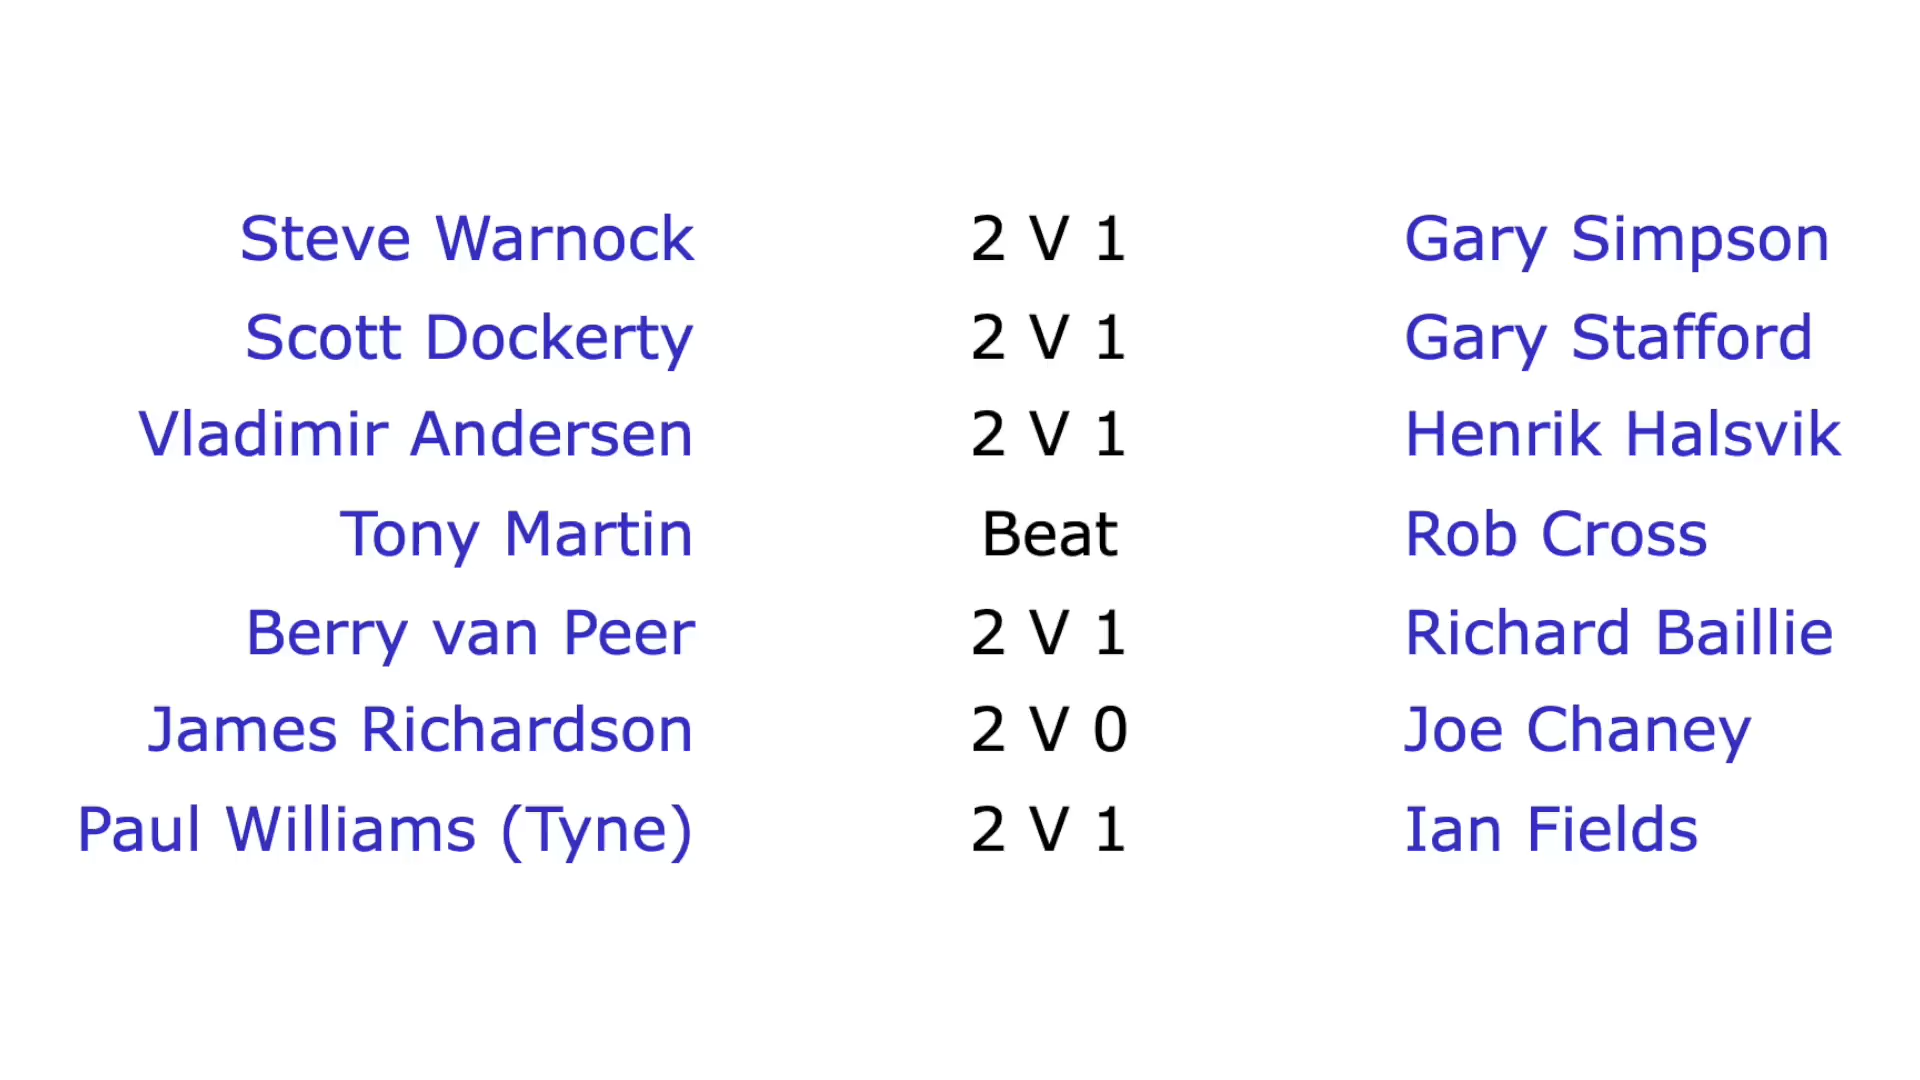 Steve Warnock 2 V 1 Gary Simpson
Scott Dockerty 2 V 1 Gary Stafford
Vladimir Andersen 2 V 1 Henrik Halsvik
Tony Martin Beat Rob Cross
Berry van Peer 2 V 1 Richard Baillie
James Richardson 2 V 0 Joe Chaney
Paul Williams (Tyne) 2 V 1 Ian Fields